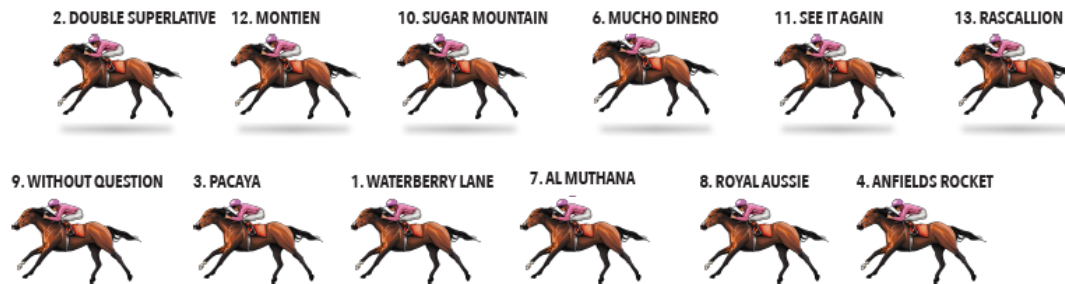 2. DOUBLE SUPERLATIVE 12. MONTIEN 10. SUGAR MOUNTAIN 6. MUCHO DINERO 11. SEE IT AGAIN 13. RASCALLION
9. WITHOUT QUESTION 3. PACAYA 1. WATERBERRY LANE 7. AL MUTHANA 8. ROYAL AUSSIE 4. ANFIELDS ROCKET